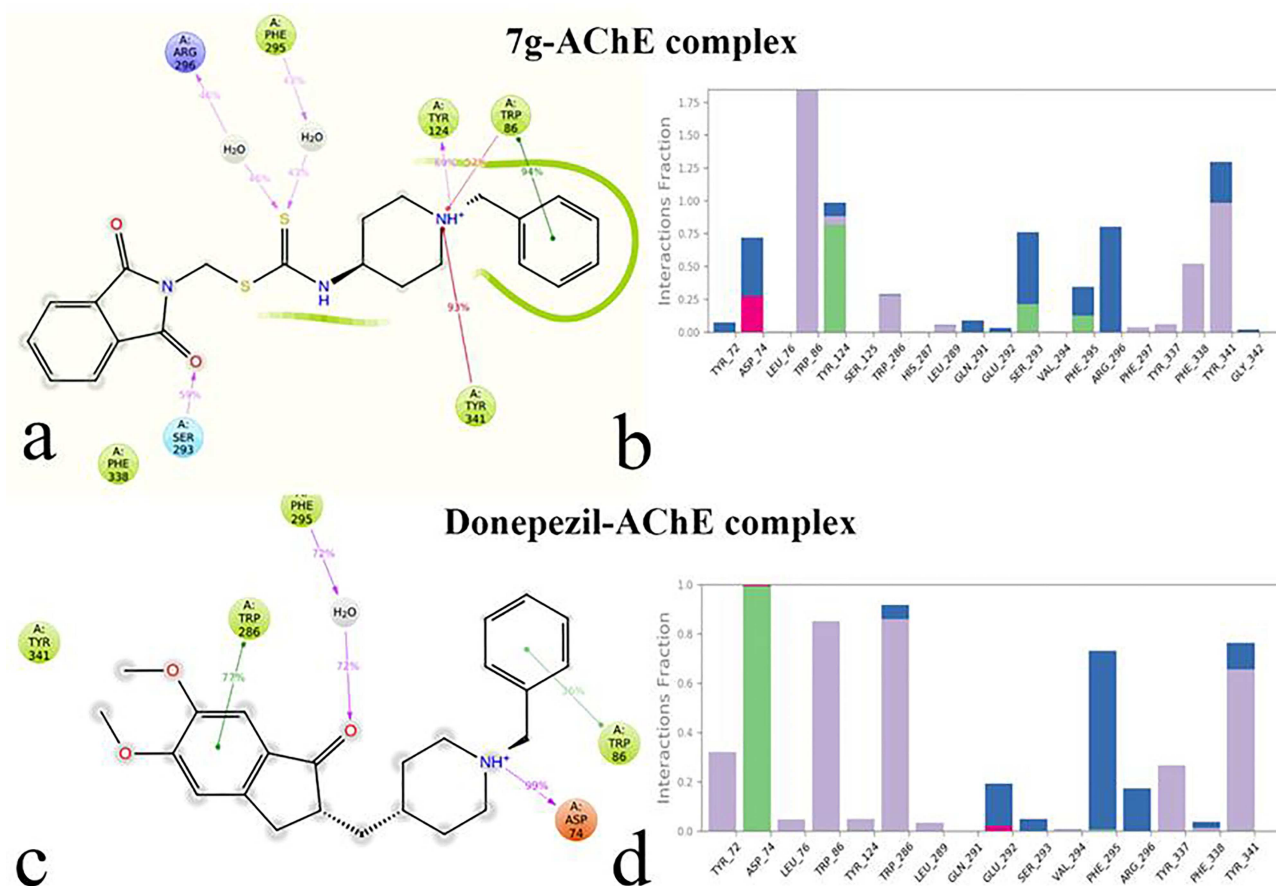 7g-AChE complex
A:
ARG
296
A:
PHE
295
46%
43%
H₂O
H₂O
46%
43%
A:
TYR
124
A:
TRP
86
69%
52%
94%
O
S
NH⁺
N
S
NH
O
93%
59%
A:
SER
293
A:
TYR
341
A:
PHE
338
a
Interactions Fraction
1.75
1.50
1.25
1.00
0.75
0.50
0.25
0.00
TYR_72
ASP_74
LEU_76
TRP_86
TYR_124
SER_125
TRP_286
HIS_287
LEU_289
GLN_291
GLU_292
SER_293
VAL_294
PHE_295
ARG_296
PHE_297
TYR_337
PHE_338
TYR_341
GLY_342
b
Donepezil-AChE complex
A:
PHE
295
72%
H₂O
72%
A:
TRP
286
77%
A:
TYR
341
O
O
O
NH⁺
36%
A:
TRP
86
99%
A:
ASP
74
c
Interactions Fraction
1.0
0.8
0.6
0.4
0.2
0.0
TYR_72
ASP_74
LEU_76
TRP_86
TYR_124
TRP_286
LEU_289
GLN_291
GLU_292
SER_293
VAL_294
PHE_295
ARG_296
TYR_337
PHE_338
TYR_341
d